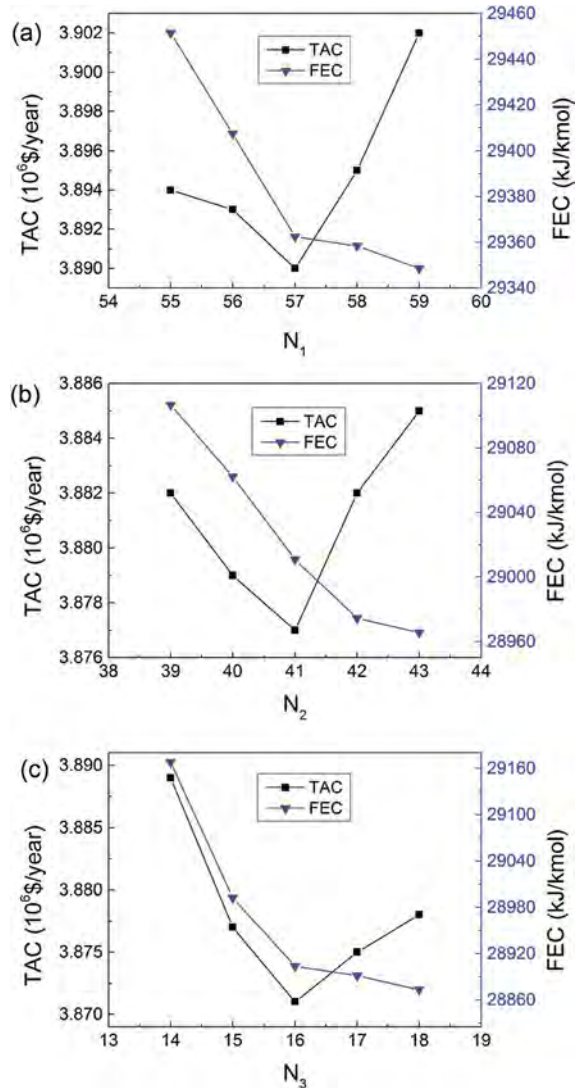 (a)
TAC (10⁶$/year)
3.902
3.900
3.898
3.896
3.894
3.892
3.890
TAC
FEC
29460
29440
29420
29400
29380
29360
29340
FEC (kJ/kmol)
54 55 56 57 58 59 60
N₁
(b)
TAC (10⁶$/year)
3.886
3.884
3.882
3.880
3.878
3.876
TAC
FEC
29120
29080
29040
29000
28960
FEC (kJ/kmol)
38 39 40 41 42 43 44
N₂
(c)
TAC (10⁶$/year)
3.890
3.885
3.880
3.875
3.870
TAC
FEC
29160
29100
29040
28980
28920
28860
FEC (kJ/kmol)
13 14 15 16 17 18 19
N₃